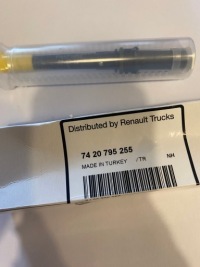 Distributed by Renault Trucks
74 20 795 255
MADE IN TURKEY /TR NH